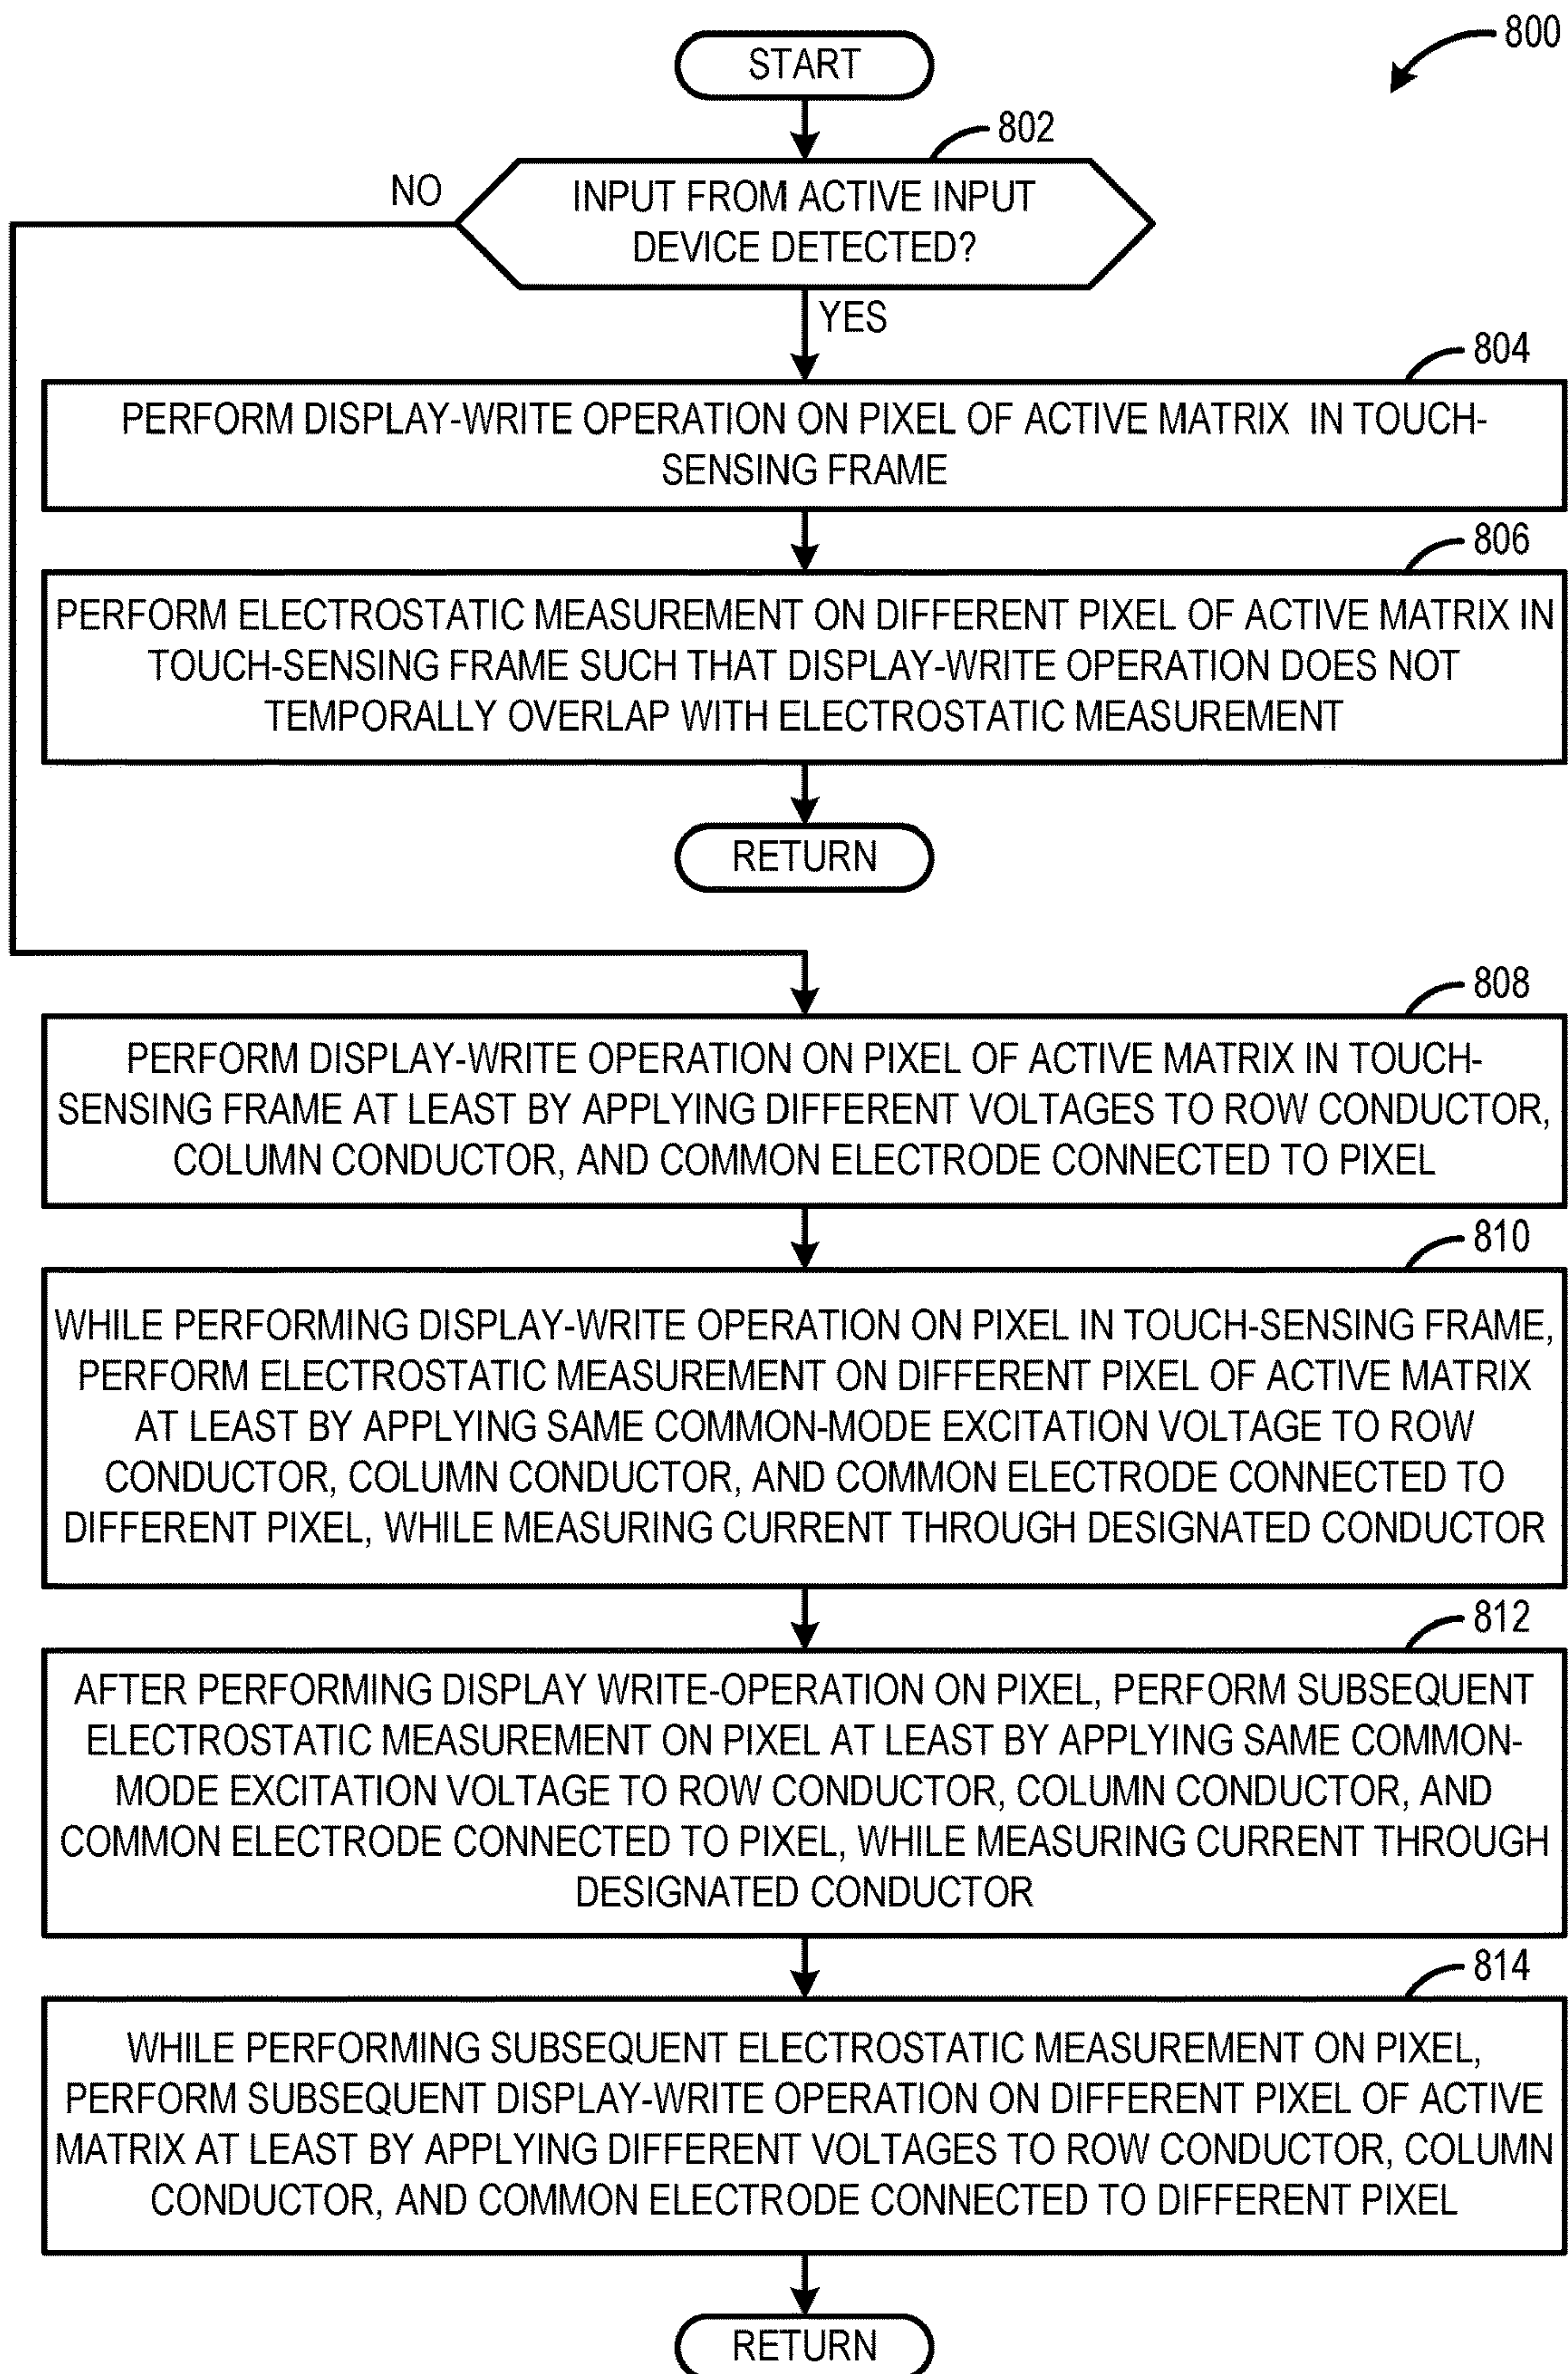 800
START
802
NO
INPUT FROM ACTIVE INPUT
DEVICE DETECTED?
YES
804
PERFORM DISPLAY-WRITE OPERATION ON PIXEL OF ACTIVE MATRIX IN TOUCH-
SENSING FRAME
806
PERFORM ELECTROSTATIC MEASUREMENT ON DIFFERENT PIXEL OF ACTIVE MATRIX IN
TOUCH-SENSING FRAME SUCH THAT DISPLAY-WRITE OPERATION DOES NOT
TEMPORALLY OVERLAP WITH ELECTROSTATIC MEASUREMENT
RETURN
808
PERFORM DISPLAY-WRITE OPERATION ON PIXEL OF ACTIVE MATRIX IN TOUCH-
SENSING FRAME AT LEAST BY APPLYING DIFFERENT VOLTAGES TO ROW CONDUCTOR,
COLUMN CONDUCTOR, AND COMMON ELECTRODE CONNECTED TO PIXEL
810
WHILE PERFORMING DISPLAY-WRITE OPERATION ON PIXEL IN TOUCH-SENSING FRAME,
PERFORM ELECTROSTATIC MEASUREMENT ON DIFFERENT PIXEL OF ACTIVE MATRIX
AT LEAST BY APPLYING SAME COMMON-MODE EXCITATION VOLTAGE TO ROW
CONDUCTOR, COLUMN CONDUCTOR, AND COMMON ELECTRODE CONNECTED TO
DIFFERENT PIXEL, WHILE MEASURING CURRENT THROUGH DESIGNATED CONDUCTOR
812
AFTER PERFORMING DISPLAY WRITE-OPERATION ON PIXEL, PERFORM SUBSEQUENT
ELECTROSTATIC MEASUREMENT ON PIXEL AT LEAST BY APPLYING SAME COMMON-
MODE EXCITATION VOLTAGE TO ROW CONDUCTOR, COLUMN CONDUCTOR, AND
COMMON ELECTRODE CONNECTED TO PIXEL, WHILE MEASURING CURRENT THROUGH
DESIGNATED CONDUCTOR
814
WHILE PERFORMING SUBSEQUENT ELECTROSTATIC MEASUREMENT ON PIXEL,
PERFORM SUBSEQUENT DISPLAY-WRITE OPERATION ON DIFFERENT PIXEL OF ACTIVE
MATRIX AT LEAST BY APPLYING DIFFERENT VOLTAGES TO ROW CONDUCTOR, COLUMN
CONDUCTOR, AND COMMON ELECTRODE CONNECTED TO DIFFERENT PIXEL
RETURN